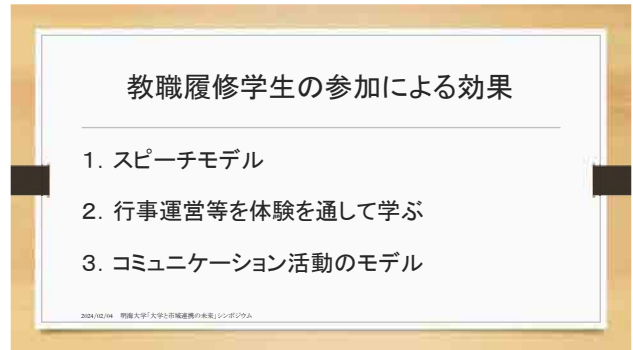 教職履修学生の参加による効果
１．スピーチモデル
２．行事運営等を体験を通して学ぶ
３．コミュニケーション活動のモデル
2024/02/04　明海大学「大学と市域連携の未来」シンポジウム